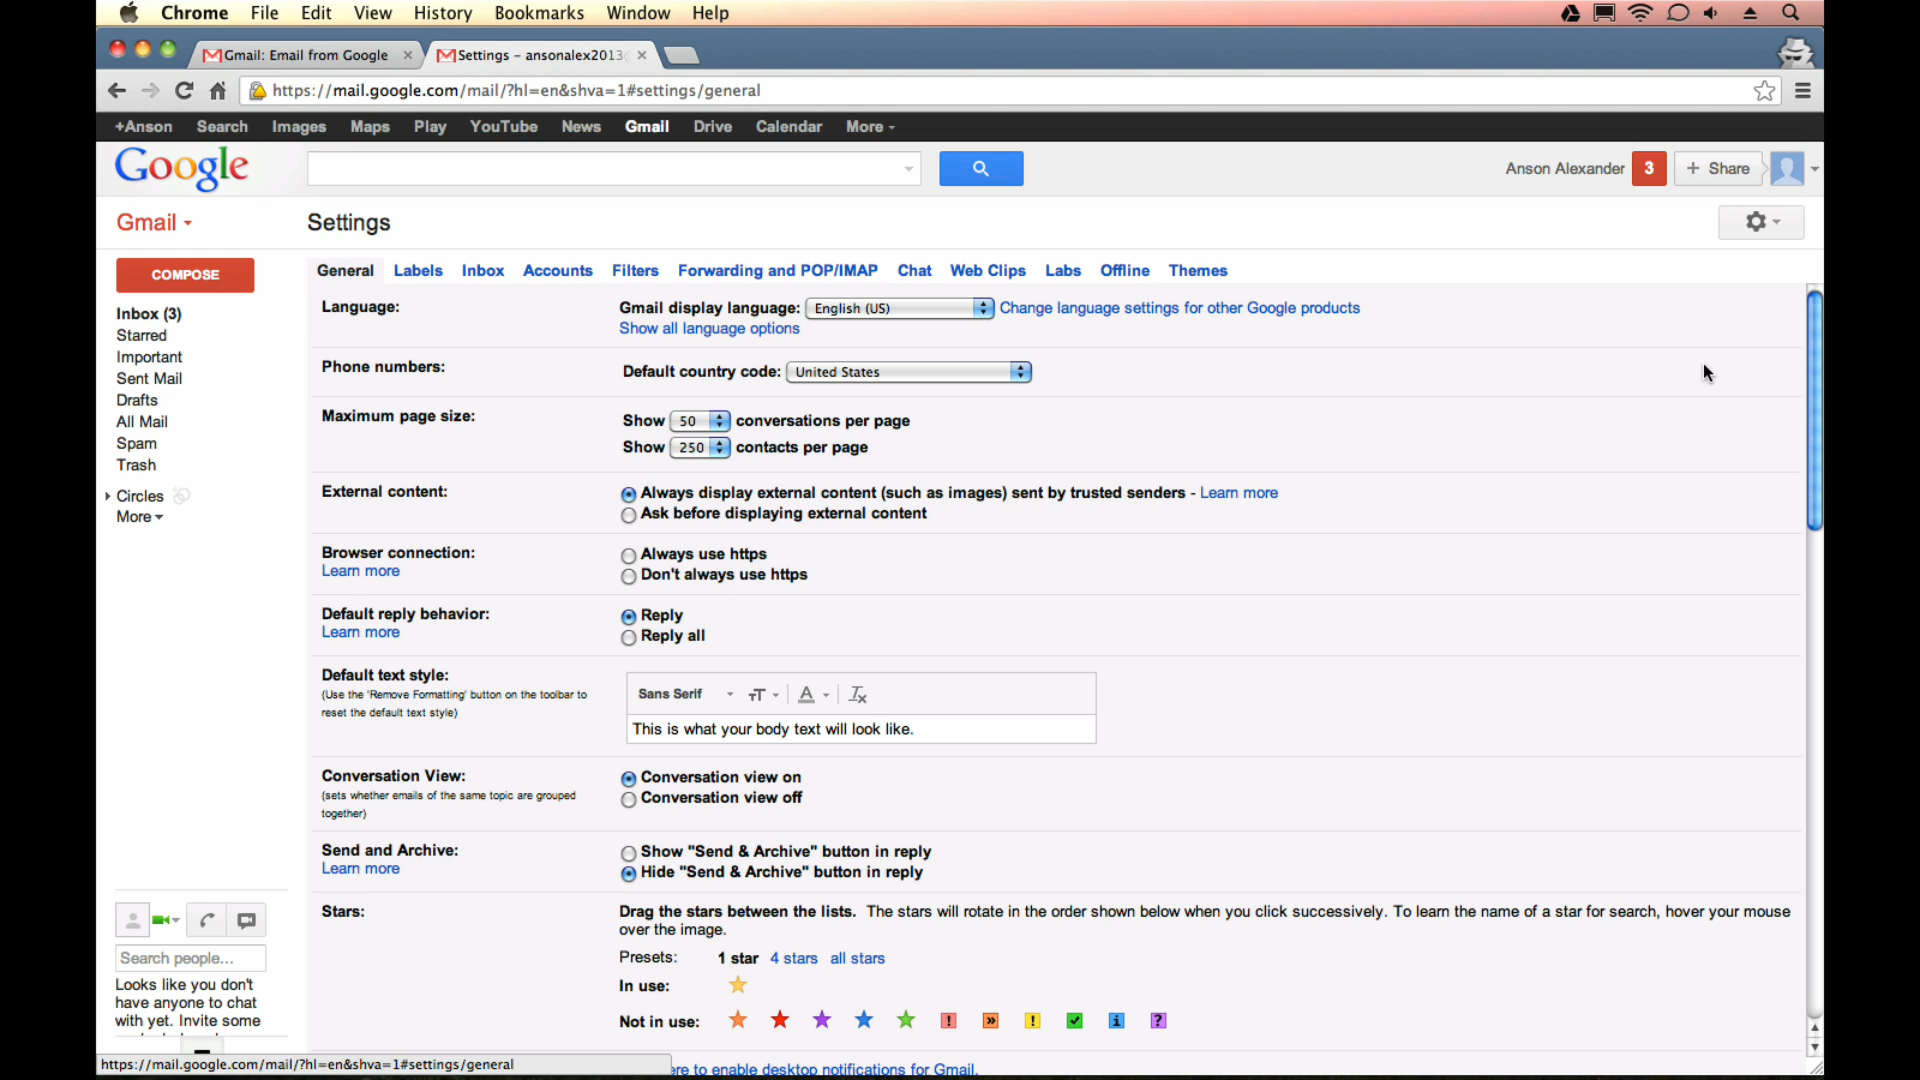 Chrome File Edit View History Bookmarks Window Help
Gmail: Email from Google × Settings - ansonalex2013 ×
https://mail.google.com/mail/?hl=en&shva=1#settings/general
+Anson Search Images Maps Play YouTube News Gmail Drive Calendar More
Google
Anson Alexander 3 + Share
Gmail
Settings
COMPOSE
General Labels Inbox Accounts Filters Forwarding and POP/IMAP Chat Web Clips Labs Offline Themes
Inbox (3)
Starred
Important
Sent Mail
Drafts
All Mail
Spam
Trash
Circles
More
Language:
Gmail display language: English (US) Change language settings for other Google products
Show all language options
Phone numbers:
Default country code: United States
Maximum page size:
Show 50 conversations per page
Show 250 contacts per page
External content:
Always display external content (such as images) sent by trusted senders - Learn more
Ask before displaying external content
Browser connection:
Learn more
Always use https
Don't always use https
Default reply behavior:
Learn more
Reply
Reply all
Default text style:
(Use the 'Remove Formatting' button on the toolbar to
reset the default text style)
Sans Serif
This is what your body text will look like.
Conversation View:
(sets whether emails of the same topic are grouped
together)
Conversation view on
Conversation view off
Send and Archive:
Learn more
Show "Send & Archive" button in reply
Hide "Send & Archive" button in reply
Stars:
Drag the stars between the lists. The stars will rotate in the order shown below when you click successively. To learn the name of a star for search, hover your mouse
over the image.
Presets: 1 star 4 stars all stars
In use:
Not in use: ! » ! i ?
Search people...
Looks like you don't
have anyone to chat
with yet. Invite some
https://mail.google.com/mail/?hl=en&shva=1#settings/general
to enable desktop notifications for Gmail.